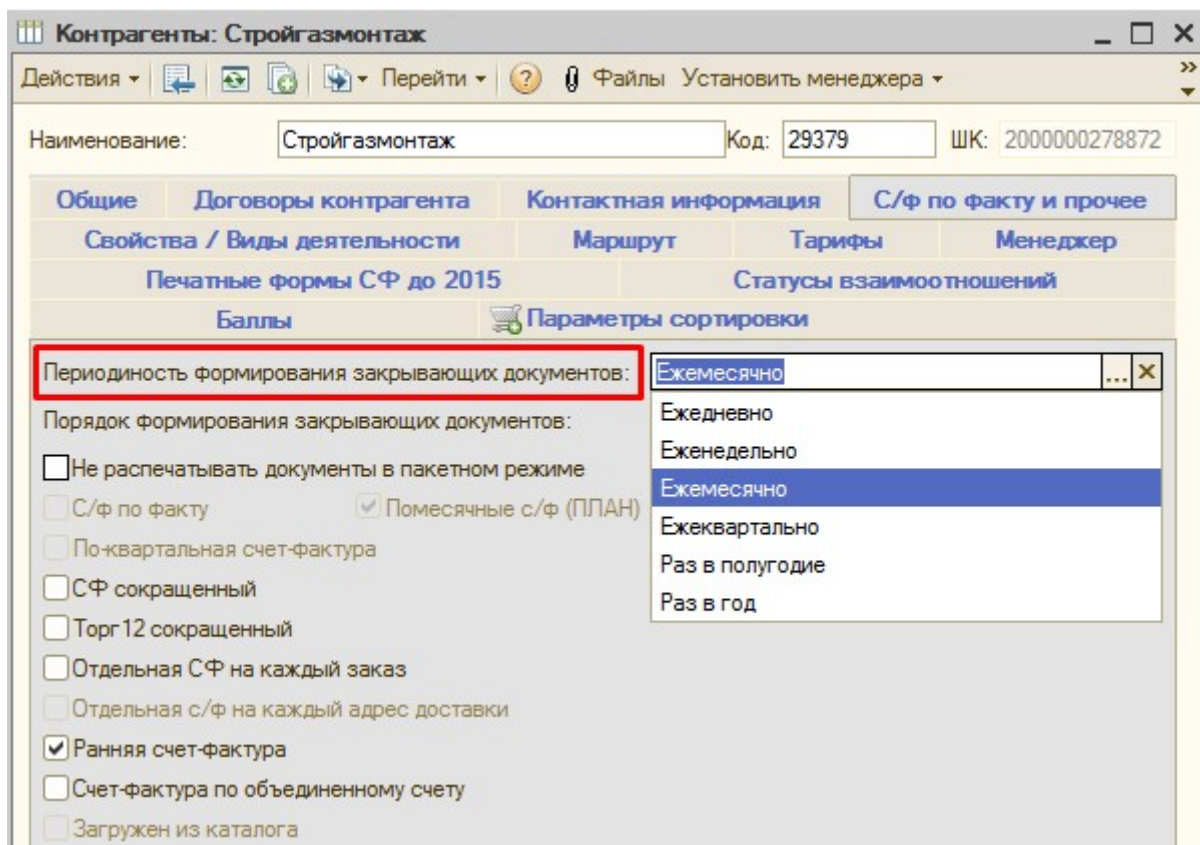 Контрагенты: Стройгазмонтаж
Действия Перейти Файлы Установить менеджера
Наименование: Стройгазмонтаж Код: 29379 ШК: 2000000278872
Общие Договоры контрагента Контактная информация С/ф по факту и прочее
Свойства / Виды деятельности Маршрут Тарифы Менеджер
Печатные формы СФ до 2015 Статусы взаимоотношений
Баллы Параметры сортировки
Периодиность формирования закрывающих документов: Ежемесячно ...
Порядок формирования закрывающих документов:
Ежедневно
Еженедельно
Ежемесячно
Ежеквартально
Раз в полугодие
Раз в год
Не распечатывать документы в пакетном режиме
С/ф по факту Помесячные с/ф (ПЛАН)
По-квартальная счет-фактура
СФ сокращенный
Торг12 сокращенный
Отдельная СФ на каждый заказ
Отдельная с/ф на каждый адрес доставки
Ранняя счет-фактура
Счет-фактура по объединенному счету
Загружен из каталога